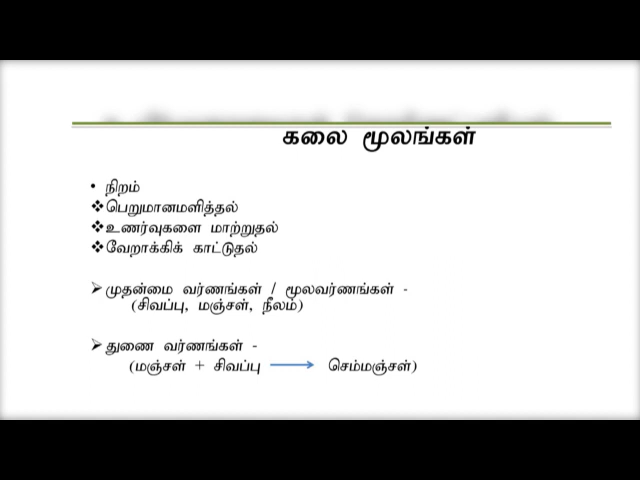 கலை மூலங்கள்
• நிறம்
❖பெறுமானமளித்தல்
❖உணர்வுகளை மாற்றுதல்
❖வேறாக்கிக் காட்டுதல்
➢முதன்மை வர்ணங்கள் / மூலவர்ணங்கள் -
(சிவப்பு, மஞ்சள், நீலம்)
➢துணை வர்ணங்கள் -
(மஞ்சள் + சிவப்பு ⟶ செம்மஞ்சள்)